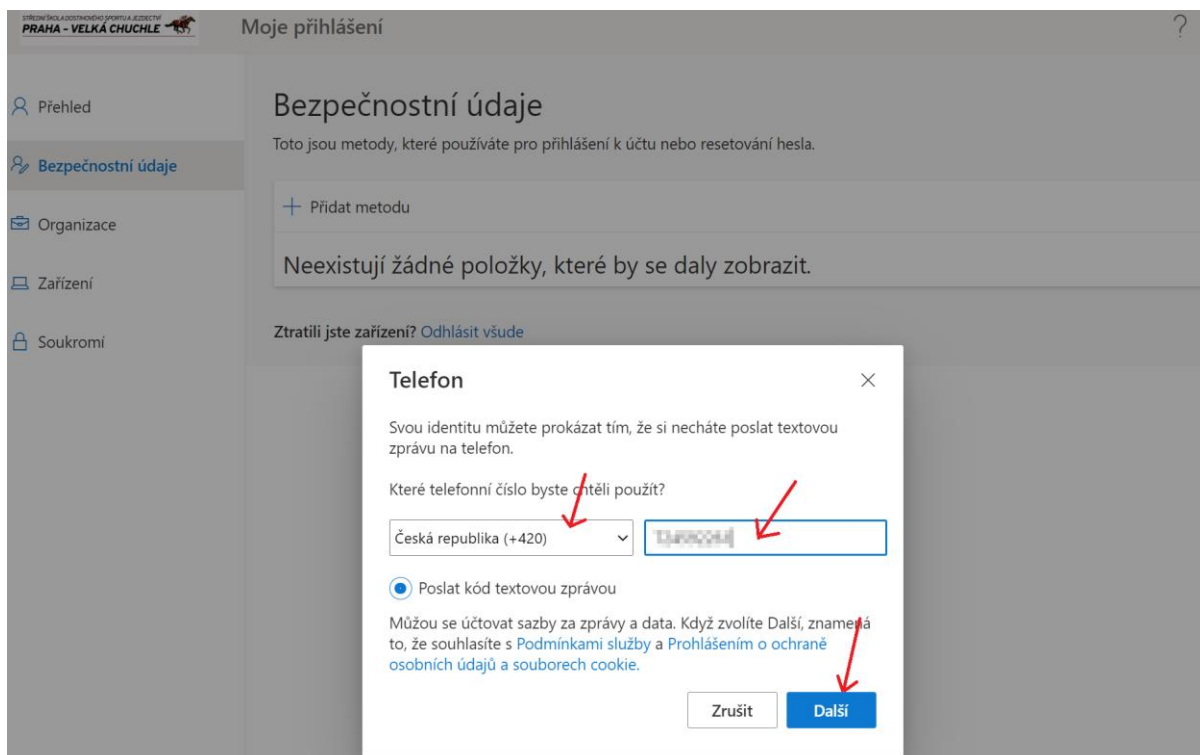 STŘEDNÍ ŠKOLA DOSTIHOVÉHO SPORTU A JEZDECTVÍ
PRAHA - VELKÁ CHUCHLE
Moje přihlášení
?
Přehled
Bezpečnostní údaje
Organizace
Zařízení
Soukromí
Bezpečnostní údaje
Toto jsou metody, které používáte pro přihlášení k účtu nebo resetování hesla.
+ Přidat metodu
Neexistují žádné položky, které by se daly zobrazit.
Ztratili jste zařízení? Odhlásit všude
Telefon
Svou identitu můžete prokázat tím, že si necháte poslat textovou
zprávu na telefon.
Které telefonní číslo byste chtěli použít?
Česká republika (+420)
Poslat kód textovou zprávou
Můžou se účtovat sazby za zprávy a data. Když zvolíte Další, znamená
to, že souhlasíte s Podmínkami služby a Prohlášením o ochraně
osobních údajů a souborech cookie.
Zrušit
Další